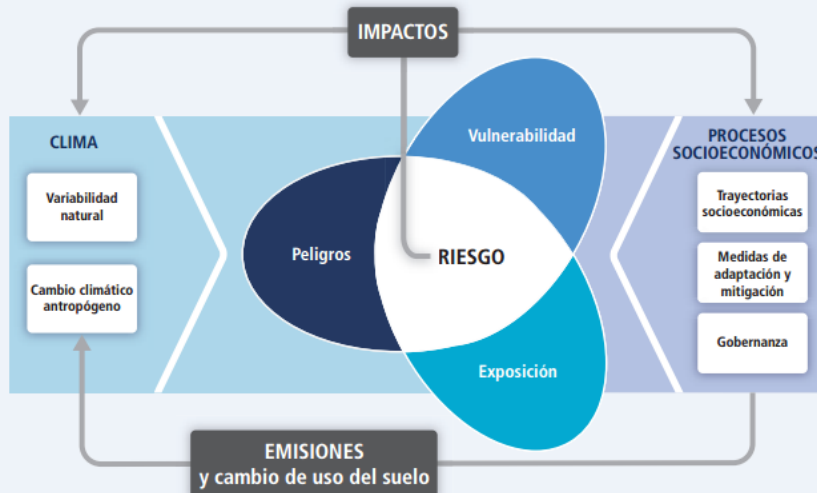 IMPACTOS
CLIMA
Variabilidad
natural
Cambio climático
antropógeno
Peligros
Vulnerabilidad
RIESGO
Exposición
PROCESOS
SOCIOECONÓMICOS
Trayectorias
socioeconómicas
Medidas de
adaptación y
mitigación
Gobernanza
EMISIONES
y cambio de uso del suelo